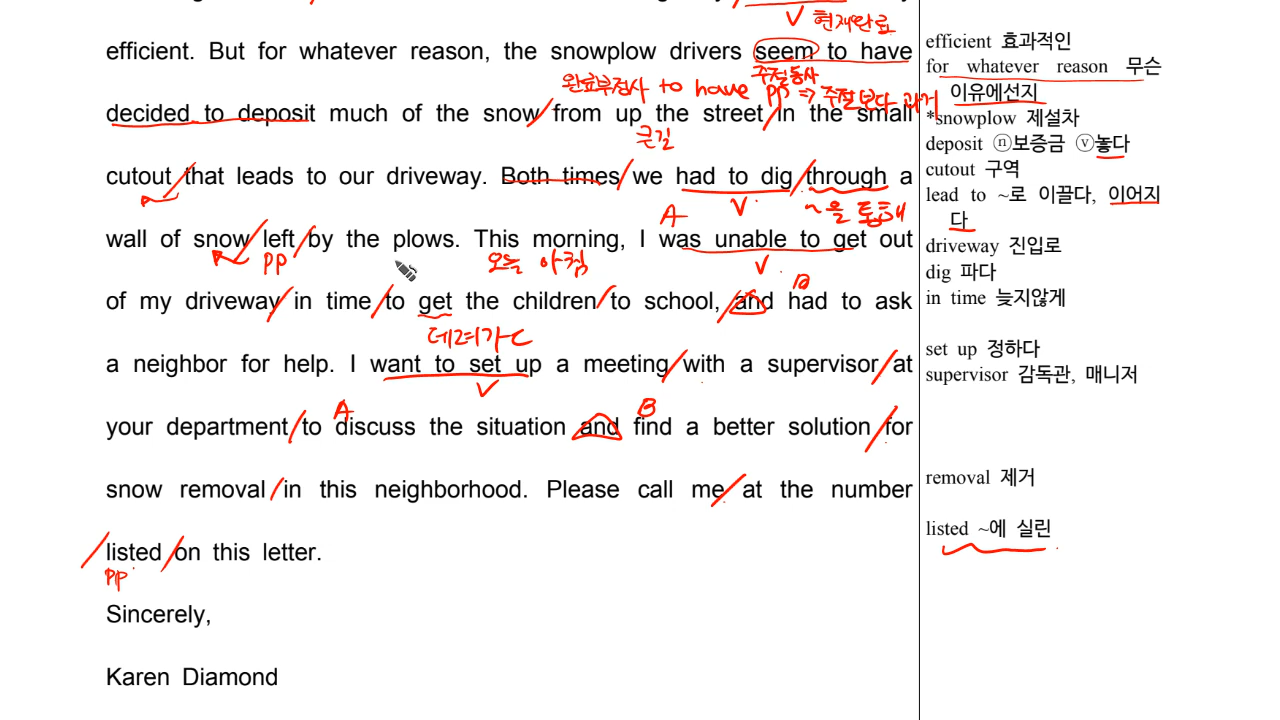 V 현재완료
efficient. But for whatever reason, the snowplow drivers seem to have
완료부정사 to have pp ⇒ 주절보다 과거
주절동사
decided to deposit much of the snow from up the street in the small
큰길
cutout that leads to our driveway. Both times we had to dig through a
A V ~을 통해
wall of snow left by the plows. This morning, I was unable to get out
pp 오늘 아침 V B
of my driveway in time to get the children to school, and had to ask
데려가
a neighbor for help. I want to set up a meeting with a supervisor at
V
A B
your department to discuss the situation and find a better solution for
snow removal in this neighborhood. Please call me at the number
listed on this letter.
pp
Sincerely,
Karen Diamond
efficient 효과적인
for whatever reason 무슨
이유에선지
*snowplow 제설차
deposit ⓝ보증금 ⓥ놓다
cutout 구역
lead to ~로 이끌다, 이어지
다
driveway 진입로
dig 파다
in time 늦지않게
set up 정하다
supervisor 감독관, 매니저
removal 제거
listed ~에 실린